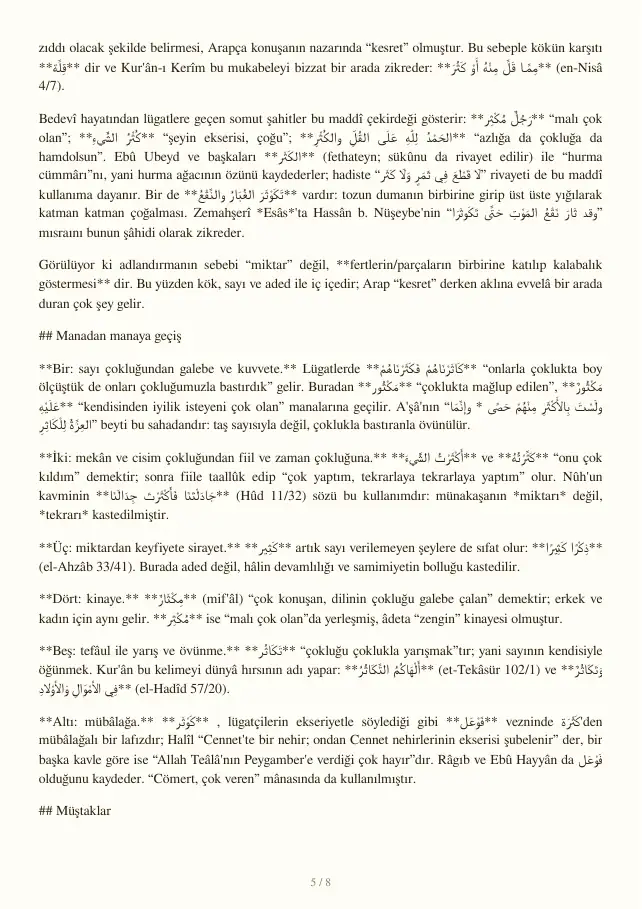 zıddı olacak şekilde belirmesi, Arapça konuşanın nazarında “kesret” olmuştur. Bu sebeple kökün karşıtı
**قِلَّة** dir ve Kur'ân-ı Kerîm bu mukabeleyi bizzat bir arada zikreder: **مِمَّا قَلَّ مِنْهُ أَوْ كَثُرَ** (en-Nisâ
4/7).
Bedevî hayatından lügatlere geçen somut şahitler bu maddî çekirdeği gösterir: **رَجُلٌ مُكْثِر** “malı çok
olan”; **كُثْرُ الشَّيءِ** “şeyin ekserisi, çoğu”; **الحَمْدُ لِلّهِ عَلَى القُلِّ والكُثْرِ** “azlığa da çokluğa da
hamdolsun”. Ebû Ubeyd ve başkaları **الكَثَر** (fethateyn; sükûnu da rivayet edilir) ile “hurma
cümmârı”nı, yani hurma ağacının özünü kaydederler; hadiste “لَا قَطْعَ فِي ثَمَرٍ وَلَا كَثَر” rivayeti de bu maddî
kullanıma dayanır. Bir de **تَكَوْثَرَ الغُبَارُ والنَّقْعُ** vardır: tozun dumanın birbirine girip üst üste yığılarak
katman katman çoğalması. Zemahşerî *Esâs*'ta Hassân b. Nüşeybe'nin “وقد ثَارَ نَقْعُ المَوْتِ حَتَّى تَكَوْثَرَا”
mısraını bunun şâhidi olarak zikreder.
Görülüyor ki adlandırmanın sebebi “miktar” değil, **fertlerin/parçaların birbirine katılıp kalabalık
göstermesi** dir. Bu yüzden kök, sayı ve aded ile iç içedir; Arap “kesret” derken aklına evvelâ bir arada
duran çok şey gelir.
## Manadan manaya geçiş
**Bir: sayı çokluğundan galebe ve kuvvete.** Lügatlerde **كَاثَرْنَاهُمْ فَكَثَرْنَاهُمْ** “onlarla çoklukta boy
ölçüştük de onları çokluğumuzla bastırdık” gelir. Buradan **مَكْثُور** “çoklukta mağlup edilen”, **مَكْثُورٌ
عَلَيْهِ** “kendisinden iyilik isteyeni çok olan” manalarına geçilir. A'şâ'nın “ولَسْتَ بِالأَكْثَرِ مِنْهُمْ حَصًى * وإنَّمَا
العِزَّةُ لِلْكَاثِرِ” beyti bu sahadandır: taş sayısıyla değil, çoklukla bastıranla övünülür.
**İki: mekân ve cisim çokluğundan fiil ve zaman çokluğuna.** **أَكْثَرْتُ الشَّيءَ** ve **كَثَّرْتُهُ** “onu çok
kıldım” demektir; sonra fiile taallûk edip “çok yaptım, tekrarlaya tekrarlaya yaptım” olur. Nûh'un
kavminin **جَادَلْتَنَا فَأَكْثَرْتَ جِدَالَنَا** (Hûd 11/32) sözü bu kullanımdır: münakaşanın *miktarı* değil,
*tekrarı* kastedilmiştir.
**Üç: miktardan keyfiyete sirayet.** **كَثِير** artık sayı verilemeyen şeylere de sıfat olur: **ذِكْرًا كَثِيرًا**
(el-Ahzâb 33/41). Burada aded değil, hâlin devamlılığı ve samimiyetin bolluğu kastedilir.
**Dört: kinaye.** **مِكْثَارٌ** (mif'âl) “çok konuşan, dilinin çokluğu galebe çalan” demektir; erkek ve
kadın için aynı gelir. **مُكْثِر** ise “malı çok olan”da yerleşmiş, âdeta “zengin” kinayesi olmuştur.
**Beş: tefâul ile yarış ve övünme.** **تَكَاثُر** “çokluğu çoklukla yarışmak”tır; yani sayının kendisiyle
öğünmek. Kur'ân bu kelimeyi dünyâ hırsının adı yapar: **أَلْهَاكُمُ التَّكَاثُرُ** (et-Tekâsür 102/1) ve **وَتَكَاثُرٌ
فِي الأَمْوَالِ وَالأَوْلَادِ** (el-Hadîd 57/20).
**Altı: mübâlağa.** **كَوْثَر** , lügatçilerin ekseriyetle söylediği gibi **فَوْعَل** vezninde كَثْرَة'den
mübâlağalı bir lafızdır; Halîl “Cennet'te bir nehir; ondan Cennet nehirlerinin ekserisi şubelenir” der, bir
başka kavle göre ise “Allah Teâlâ'nın Peygamber'e verdiği çok hayır”dır. Râgıb ve Ebû Hayyân da فَوْعَل
olduğunu kaydeder. “Cömert, çok veren” mânasında da kullanılmıştır.
## Müştaklar
5 / 8